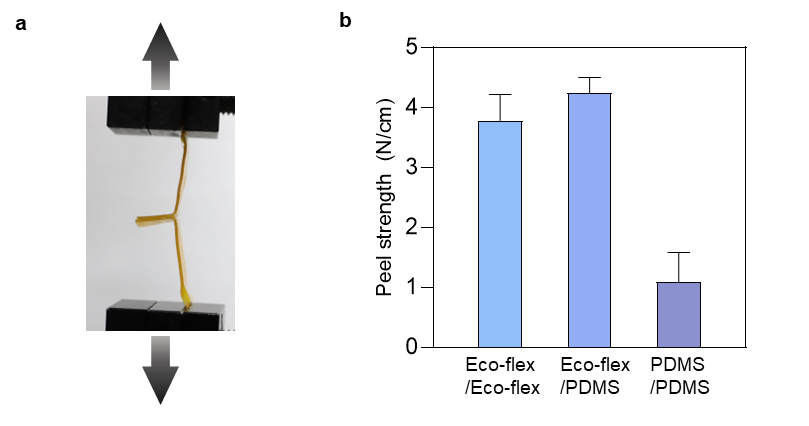 a
b
Peel strength (N/cm)
5
4
3
2
1
0
Eco-flex
/Eco-flex
Eco-flex
/PDMS
PDMS
/PDMS